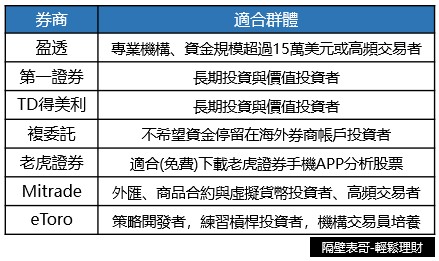 券商 適合群體
盈透 專業機構、資金規模超過15萬美元或高頻交易者
第一證券 長期投資與價值投資者
TD得美利 長期投資與價值投資者
複委託 不希望資金停留在海外券商帳戶投資者
老虎證券 適合(免費)下載老虎證券手機APP分析股票
Mitrade 外匯、商品合約與虛擬貨幣投資者、高頻交易者
eToro 策略開發者，練習槓桿投資者，機構交易員培養
隔壁表哥-輕鬆理財